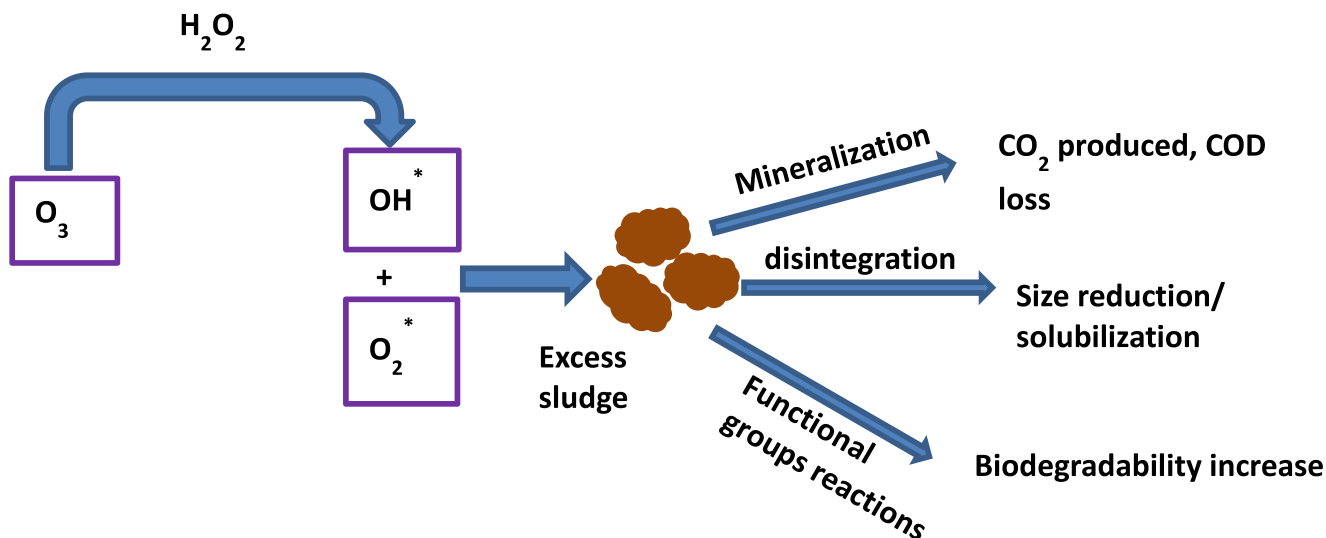 H₂O₂
O₃
OH*
+
O₂*
Excess
sludge
Mineralization
CO₂ produced, COD
loss
disintegration
Size reduction/
solubilization
Functional
groups reactions
Biodegradability increase